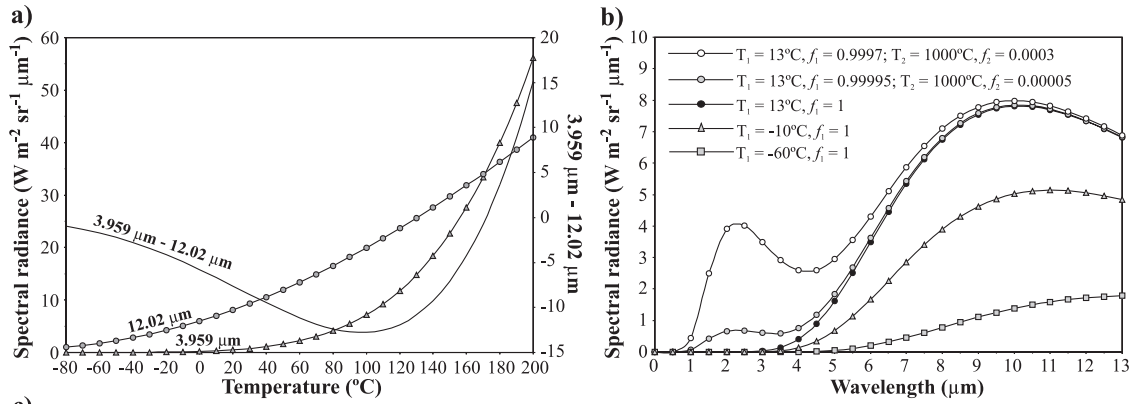 a)
Spectral radiance (W m⁻² sr⁻¹ μm⁻¹)
60
50
40
30
20
10
0
20
15
10
5
0
-5
-10
-15
3.959 μm - 12.02 μm
3.959 μm - 12.02 μm
12.02 μm
3.959 μm
-80 -60 -40 -20 0 20 40 60 80 100 120 140 160 180 200
Temperature (ºC)
b)
Spectral radiance (W m⁻² sr⁻¹ μm⁻¹)
10
9
8
7
6
5
4
3
2
1
0
T₁ = 13ºC, f₁ = 0.9997; T₂ = 1000ºC, f₂ = 0.0003
T₁ = 13ºC, f₁ = 0.99995; T₂ = 1000ºC, f₂ = 0.00005
T₁ = 13ºC, f₁ = 1
T₁ = -10ºC, f₁ = 1
T₁ = -60ºC, f₁ = 1
0 1 2 3 4 5 6 7 8 9 10 11 12 13
Wavelength (μm)